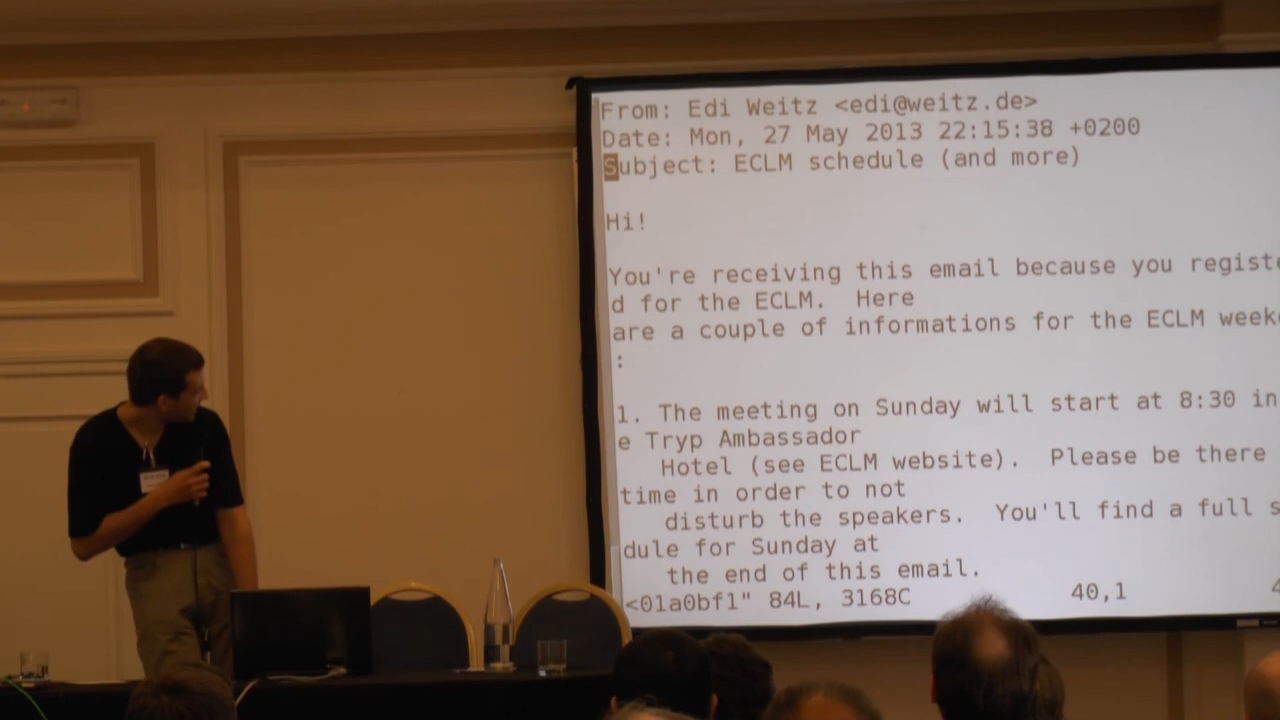 From: Edi Weitz <edi@weitz.de>
Date: Mon, 27 May 2013 22:15:38 +0200
Subject: ECLM schedule (and more)
Hi!
You're receiving this email because you registe
d for the ECLM.  Here
are a couple of informations for the ECLM weeke
:
1. The meeting on Sunday will start at 8:30 in
e Tryp Ambassador
Hotel (see ECLM website).  Please be there
time in order to not
disturb the speakers.  You'll find a full s
dule for Sunday at
the end of this email.
<01a0bf1" 84L, 3168C 40,1